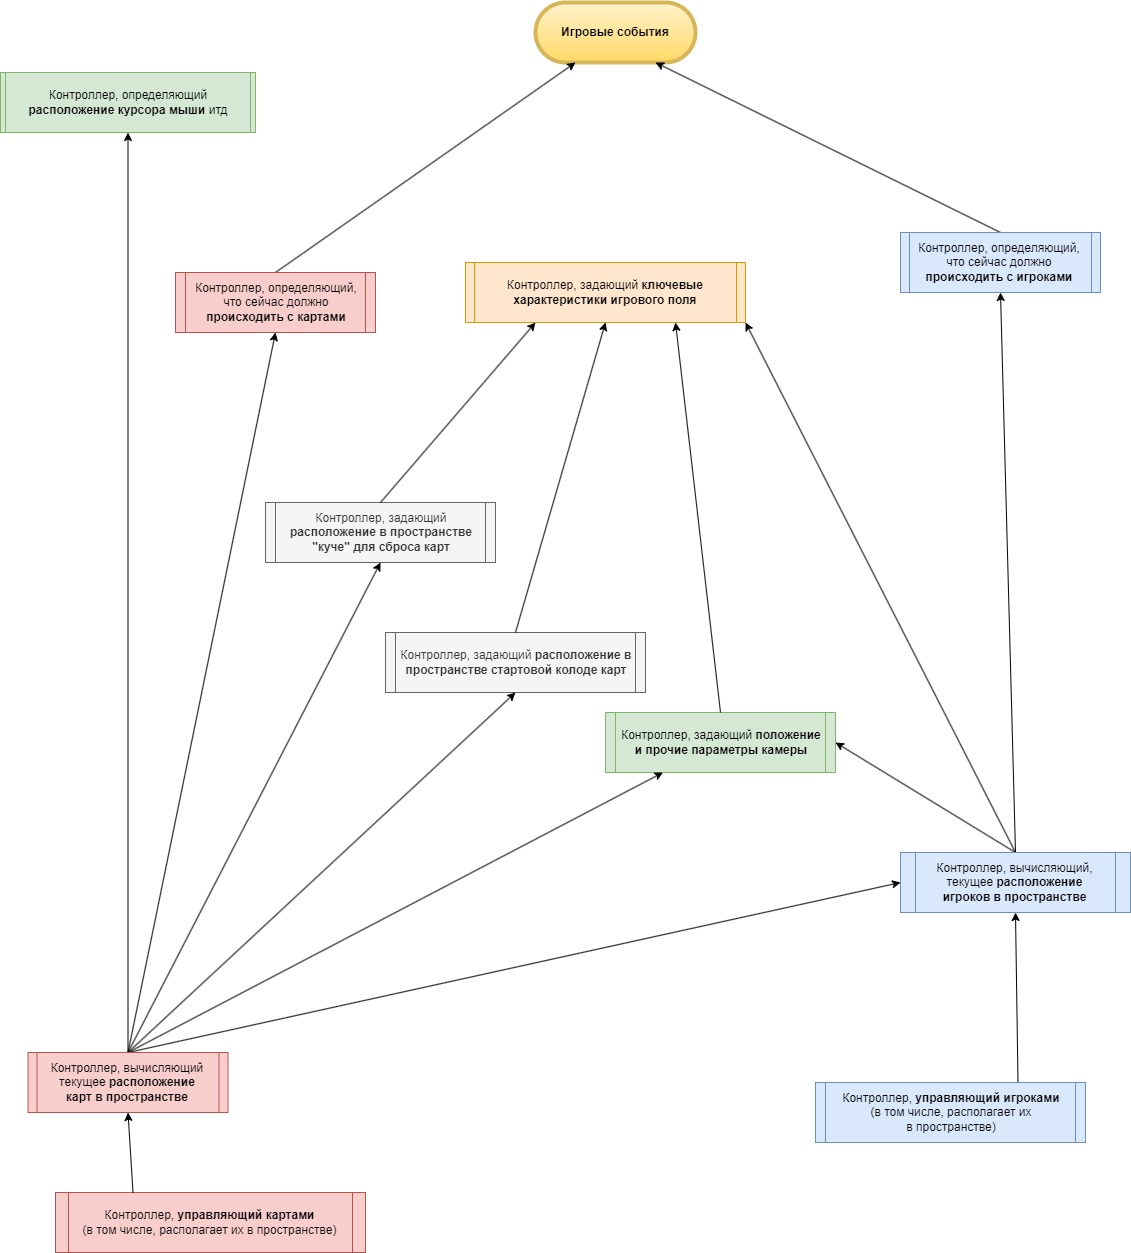 Игровые события
Контроллер, определяющий
расположение курсора мыши итд
Контроллер, определяющий,
что сейчас должно
происходить с игроками
Контроллер, определяющий,
что сейчас должно
происходить с картами
Контроллер, задающий ключевые
характеристики игрового поля
Контроллер, задающий
расположение в пространстве
"куче" для сброса карт
Контроллер, задающий расположение в
пространстве стартовой колоде карт
Контроллер, задающий положение
и прочие параметры камеры
Контроллер, вычисляющий,
текущее расположение
игроков в пространстве
Контроллер, вычисляющий
текущее расположение
карт в пространстве
Контроллер, управляющий игроками
(в том числе, располагает их
в пространстве)
Контроллер, управляющий картами
(в том числе, располагает их в пространстве)